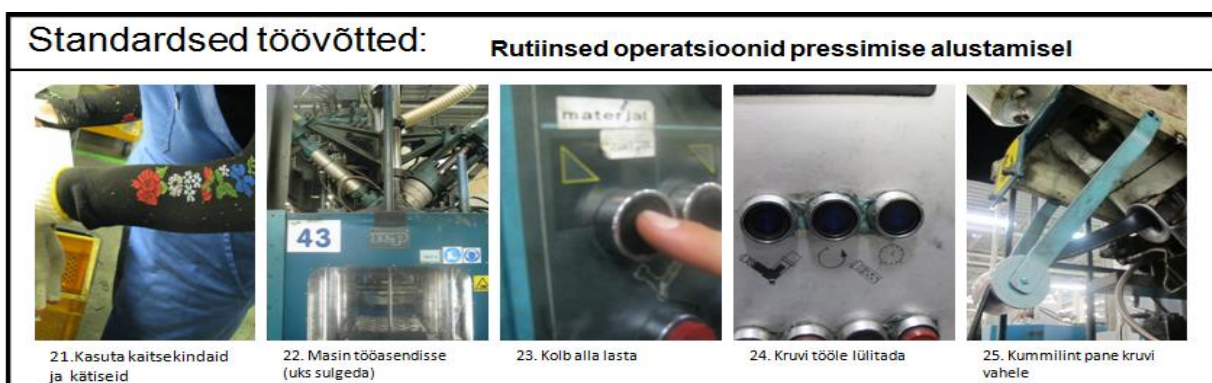 Standardsed töövõtted:
Rutiinsed operatsioonid pressimise alustamisel
43
materjal
21.Kasuta kaitsekindaid
ja kätiseid
22. Masin tööasendisse
(uks sulgeda)
23. Kolb alla lasta
24. Kruvi tööle lülitada
25. Kummilint pane kruvi
vahele